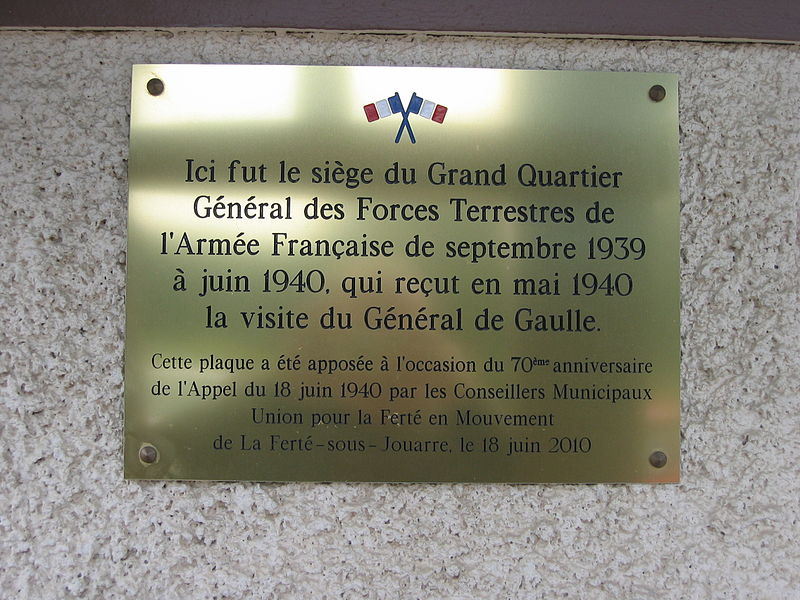 Ici fut le siège du Grand Quartier
Général des Forces Terrestres de
l'Armée Française de septembre 1939
à juin 1940, qui reçut en mai 1940
la visite du Général de Gaulle.
Cette plaque a été apposée à l'occasion du 70ème anniversaire
de l'Appel du 18 juin 1940 par les Conseillers Municipaux
Union pour la Ferté en Mouvement
de La Ferté-sous-Jouarre, le 18 juin 2010